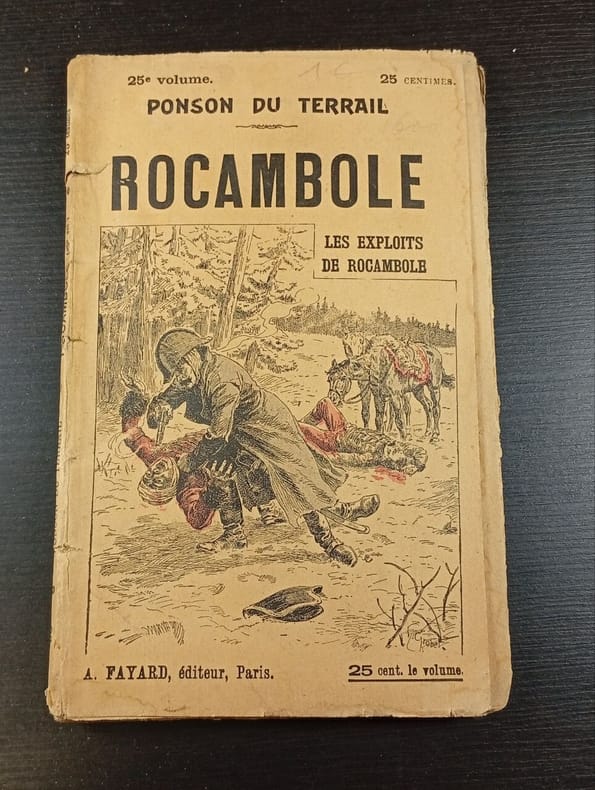 25e volume.
25 CENTIMES.
PONSON DU TERRAIL
ROCAMBOLE
LES EXPLOITS
DE ROCAMBOLE
A. FAYARD, éditeur, Paris.
25 cent. le volume.